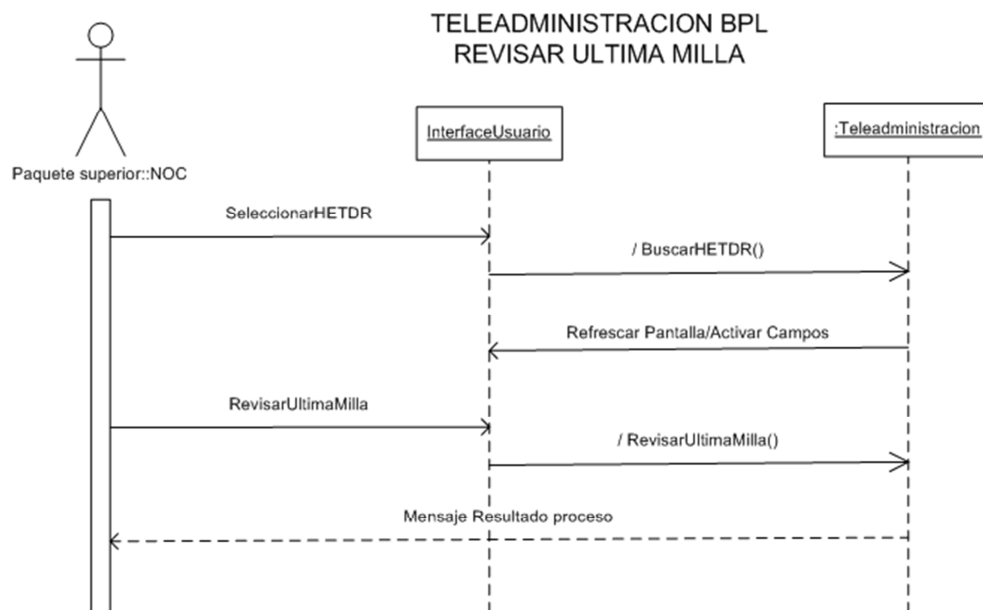 TELEADMINISTRACION BPL
REVISAR ULTIMA MILLA
InterfaceUsuario
:Teleadministracion
Paquete superior::NOC
SeleccionarHETDR
/ BuscarHETDR()
Refrescar Pantalla/Activar Campos
RevisarUltimaMilla
/ RevisarUltimaMilla()
Mensaje Resultado proceso